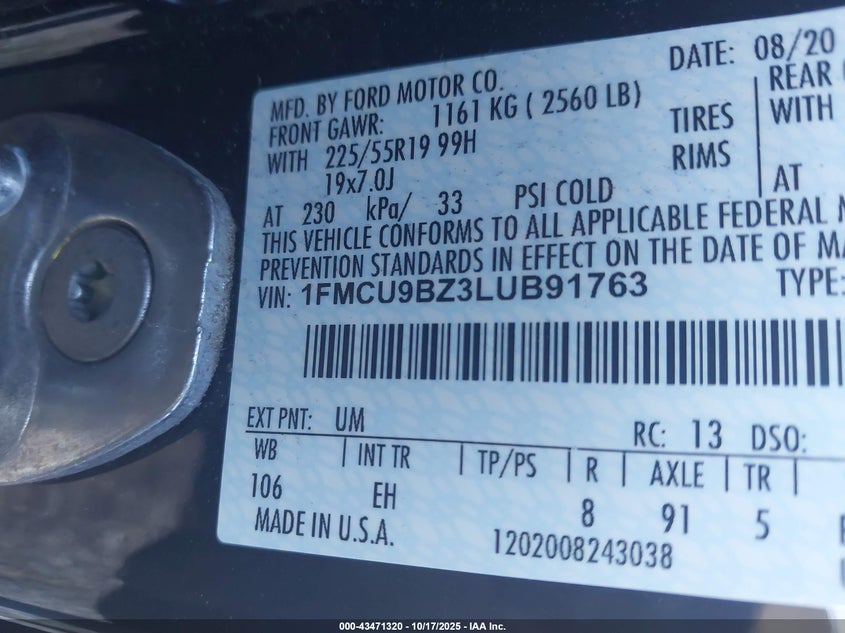 DATE: 08/20
MFD. BY FORD MOTOR CO.
FRONT GAWR: 1161 KG ( 2560 LB)
REAR
WITH 225/55R19 99H TIRES WITH
19x7.0J RIMS
AT 230 kPa/ 33 PSI COLD AT
THIS VEHICLE CONFORMS TO ALL APPLICABLE FEDERAL
PREVENTION STANDARDS IN EFFECT ON THE DATE OF
VIN: 1FMCU9BZ3LUB91763 TYPE:
EXT PNT: UM RC: 13 DSO:
WB INT TR TP/PS R AXLE TR
106 EH 8 91 5
MADE IN U.S.A. 1202008243038
000-43471320 | 10/17/2025 - IAA Inc.